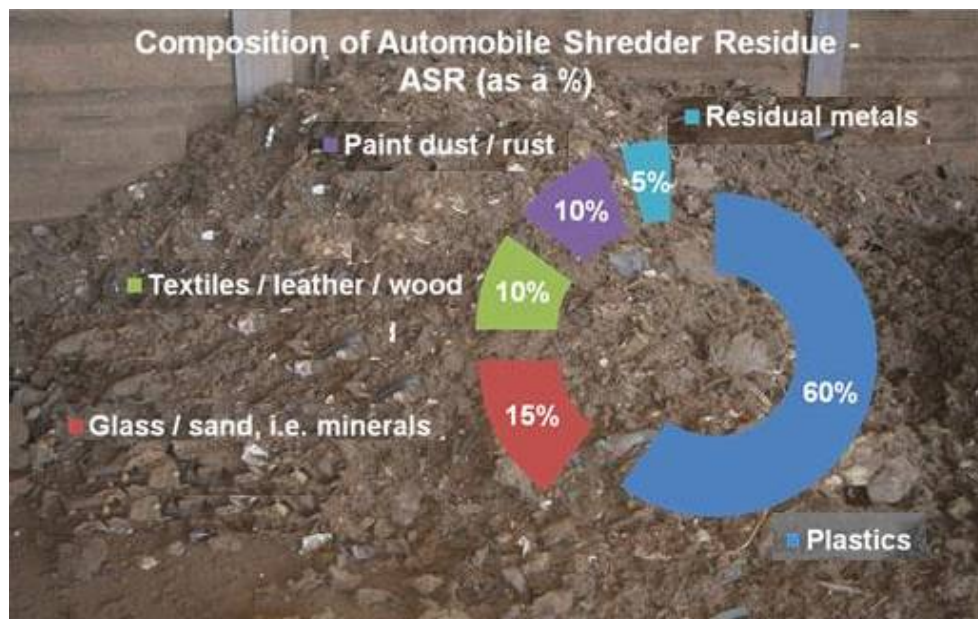 Composition of Automobile Shredder Residue -
ASR (as a %)
Residual metals
Paint dust / rust
5%
10%
Textiles / leather / wood
10%
60%
Glass / sand, i.e. minerals
15%
Plastics